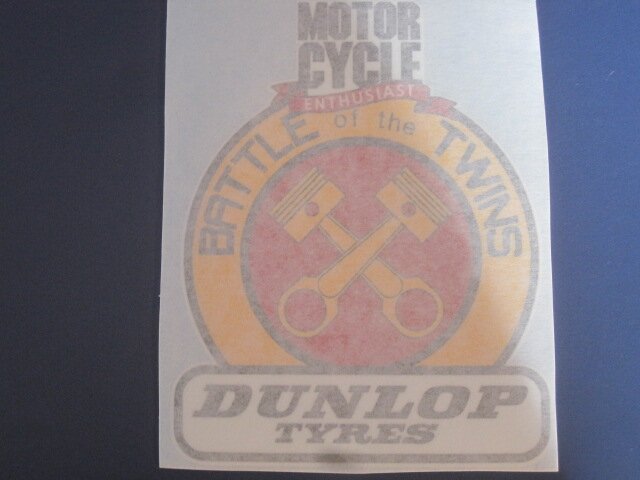 MOTOR
CYCLE
ENTHUSIAST
BATTLE of the TWINS
DUNLOP
TYRES